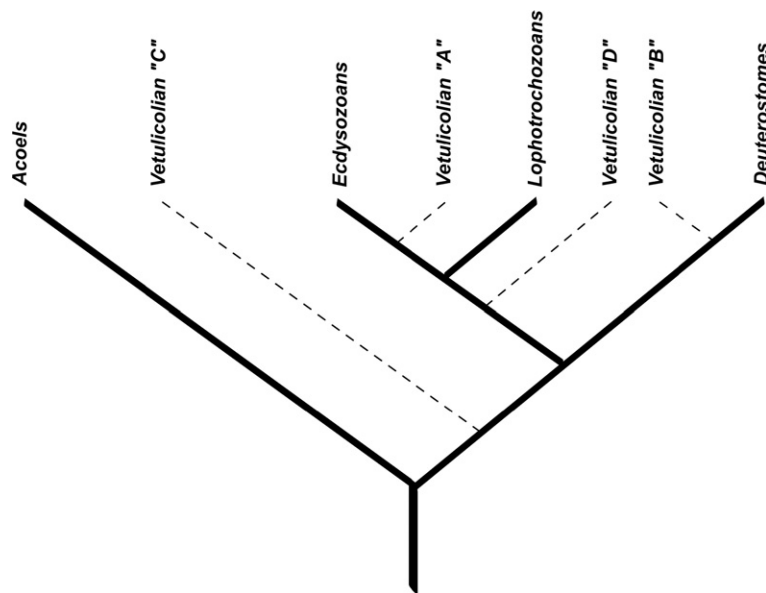 Acoels
Vetulicolian "C"
Ecdysozoans
Vetulicolian "A"
Lophotrochozoans
Vetulicolian "D"
Vetulicolian "B"
Deuterostomes